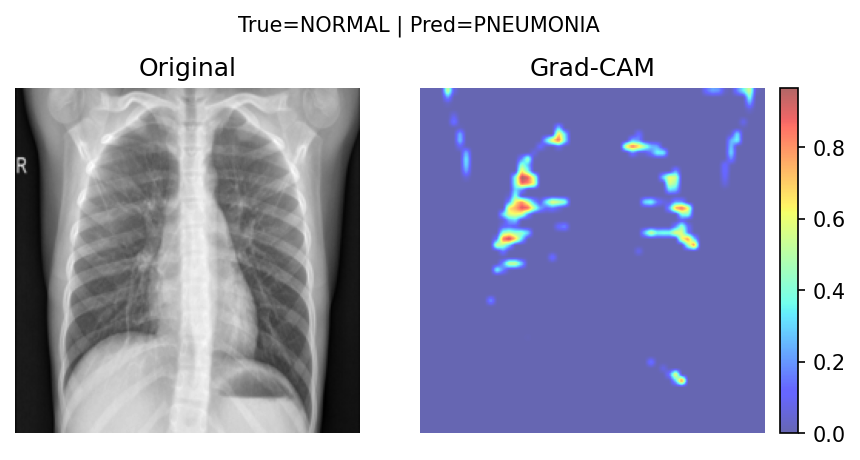 True=NORMAL | Pred=PNEUMONIA
Original
Grad-CAM
R
0.8
0.6
0.4
0.2
0.0